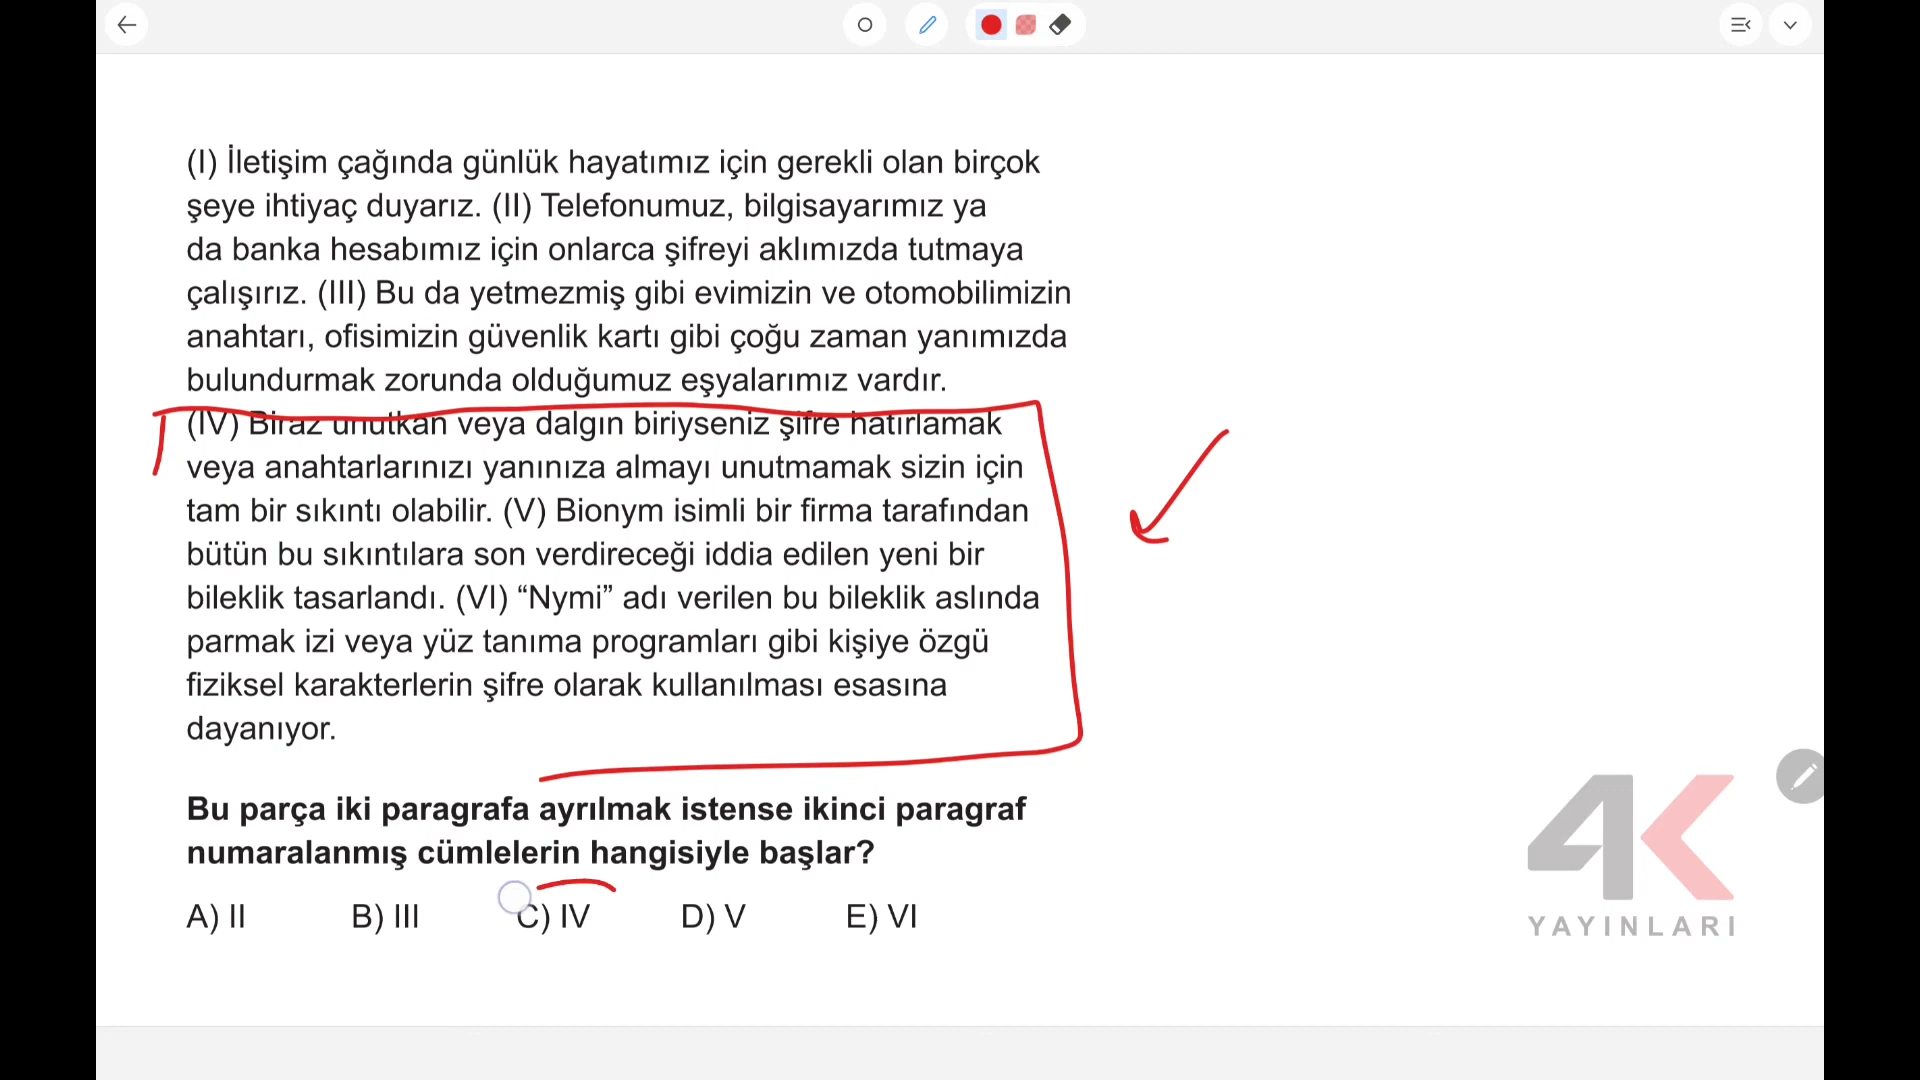 (I) İletişim çağında günlük hayatımız için gerekli olan birçok
şeye ihtiyaç duyarız. (II) Telefonumuz, bilgisayarımız ya
da banka hesabımız için onlarca şifreyi aklımızda tutmaya
çalışırız. (III) Bu da yetmezmiş gibi evimizin ve otomobilimizin
anahtarı, ofisimizin güvenlik kartı gibi çoğu zaman yanımızda
bulundurmak zorunda olduğumuz eşyalarımız vardır.
(IV) Biraz unutkan veya dalgın biriyseniz şifre hatırlamak
veya anahtarlarınızı yanınıza almayı unutmamak sizin için
tam bir sıkıntı olabilir. (V) Bionym isimli bir firma tarafından
bütün bu sıkıntılara son verdireceği iddia edilen yeni bir
bileklik tasarlandı. (VI) “Nymi” adı verilen bu bileklik aslında
parmak izi veya yüz tanıma programları gibi kişiye özgü
fiziksel karakterlerin şifre olarak kullanılması esasına
dayanıyor.
Bu parça iki paragrafa ayrılmak istense ikinci paragraf
numaralanmış cümlelerin hangisiyle başlar?
A) II B) III C) IV D) V E) VI
4K
YAYINLARI